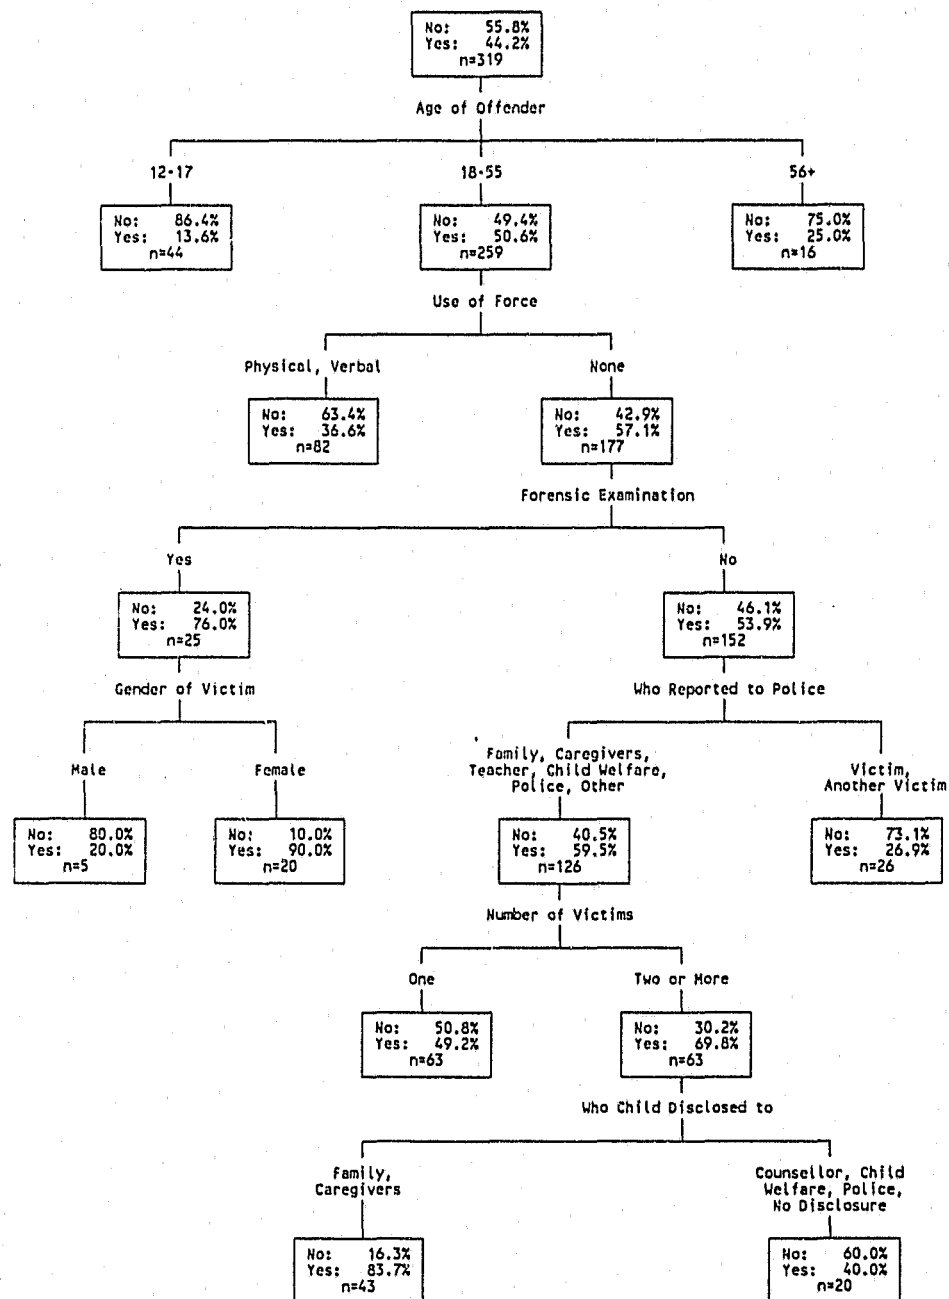 No: 55.8%
Yes: 44.2%
n=319
Age of Offender
12-17
18-55
56+
No: 86.4%
Yes: 13.6%
n=44
No: 49.4%
Yes: 50.6%
n=259
No: 75.0%
Yes: 25.0%
n=16
Use of Force
Physical, Verbal
None
No: 63.4%
Yes: 36.6%
n=82
No: 42.9%
Yes: 57.1%
n=177
Forensic Examination
Yes
No
No: 24.0%
Yes: 76.0%
n=25
No: 46.1%
Yes: 53.9%
n=152
Gender of Victim
Who Reported to Police
Male
Female
Family, Caregivers,
Teacher, Child Welfare,
Police, Other
Victim,
Another Victim
No: 80.0%
Yes: 20.0%
n=5
No: 10.0%
Yes: 90.0%
n=20
No: 40.5%
Yes: 59.5%
n=126
No: 73.1%
Yes: 26.9%
n=26
Number of Victims
One
Two or More
No: 50.8%
Yes: 49.2%
n=63
No: 30.2%
Yes: 69.8%
n=63
Who Child Disclosed to
Family,
Caregivers
Counsellor, Child
Welfare, Police,
No Disclosure
No: 16.3%
Yes: 83.7%
n=43
No: 60.0%
Yes: 40.0%
n=20